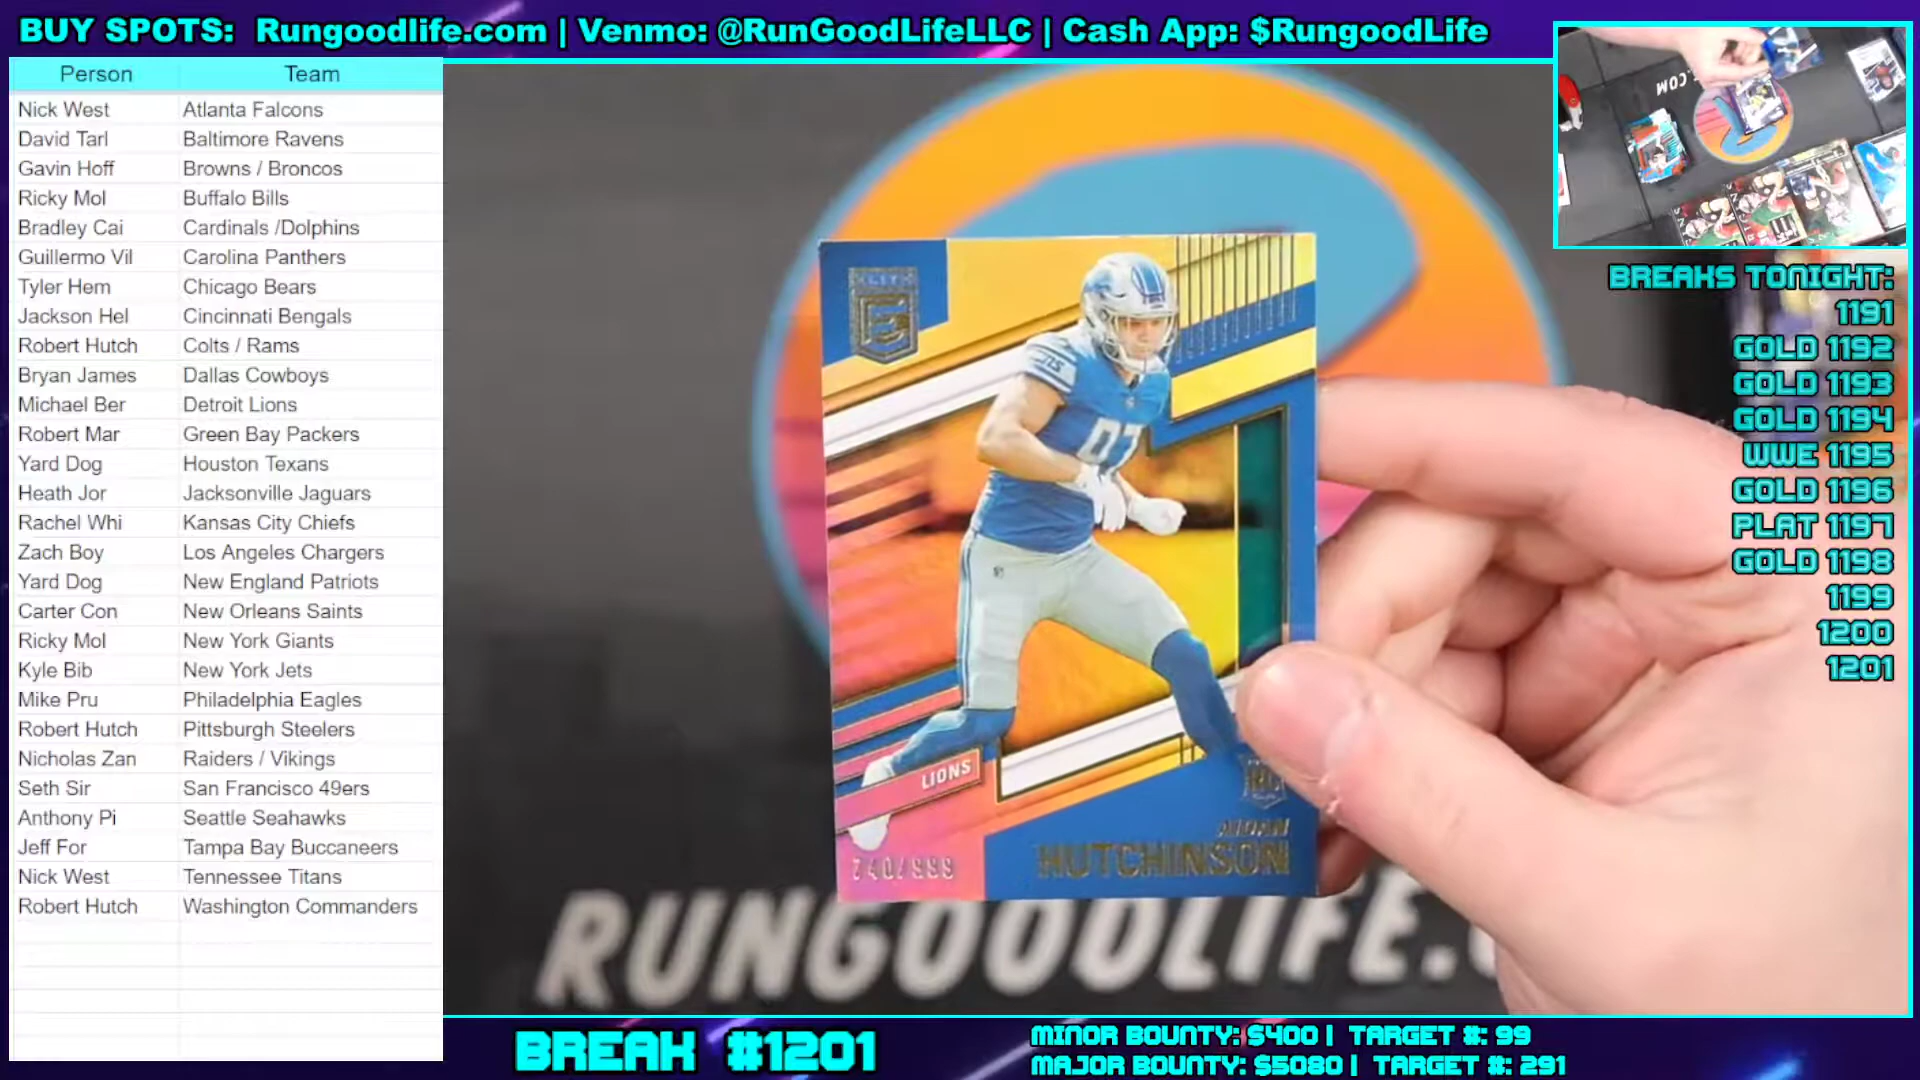 BUY SPOTS: Rungoodlife.com | Venmo: @RunGoodLifeLLC | Cash App: $RungoodLife
Person Team
Nick West Atlanta Falcons
David Tarl Baltimore Ravens
Gavin Hoff Browns / Broncos
Ricky Mol Buffalo Bills
Bradley Cai Cardinals /Dolphins
Guillermo Vil Carolina Panthers
Tyler Hem Chicago Bears
Jackson Hel Cincinnati Bengals
Robert Hutch Colts / Rams
Bryan James Dallas Cowboys
Michael Ber Detroit Lions
Robert Mar Green Bay Packers
Yard Dog Houston Texans
Heath Jor Jacksonville Jaguars
Rachel Whi Kansas City Chiefs
Zach Boy Los Angeles Chargers
Yard Dog New England Patriots
Carter Con New Orleans Saints
Ricky Mol New York Giants
Kyle Bib New York Jets
Mike Pru Philadelphia Eagles
Robert Hutch Pittsburgh Steelers
Nicholas Zan Raiders / Vikings
Seth Sir San Francisco 49ers
Anthony Pi Seattle Seahawks
Jeff For Tampa Bay Buccaneers
Nick West Tennessee Titans
Robert Hutch Washington Commanders
ELITE
E
97
LIONS
RC
AIDAN
HUTCHINSON
740/999
RUNGOODLIFE.
.COM
BREAKS TONIGHT:
1191
GOLD 1192
GOLD 1193
GOLD 1194
WWE 1195
GOLD 1196
PLAT 1197
GOLD 1198
1199
1200
1201
BREAK #1201
MINOR BOUNTY: $400 | TARGET #: 99
MAJOR BOUNTY: $5080 | TARGET #: 291